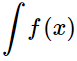 ∫ f(x)